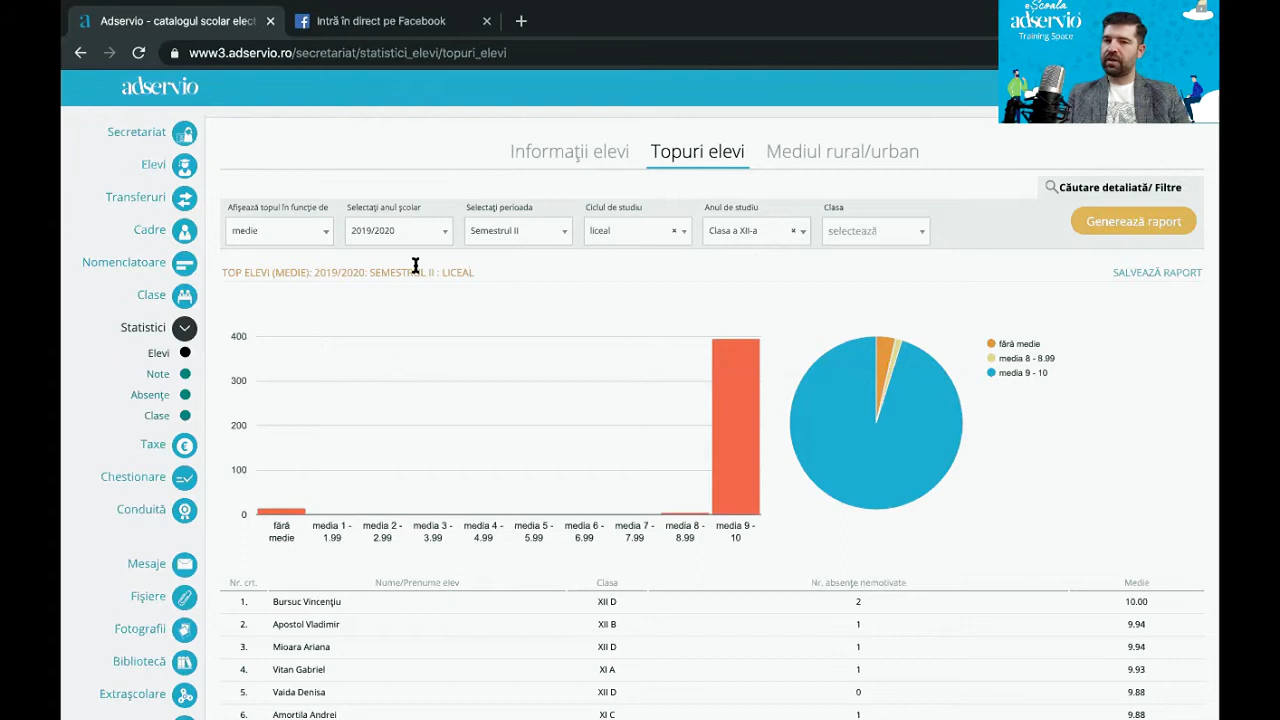 Adservio - catalogul școlar elect
Intră în direct pe Facebook
www3.adservio.ro/secretariat/statistici_elevi/topuri_elevi
eȘcoala
adservio
Training Space
adservio
Secretariat
Elevi
Transferuri
Cadre
Nomenclatoare
Clase
Statistici
Elevi
Note
Absențe
Clase
Taxe
Chestionare
Conduită
Mesaje
Fișiere
Fotografii
Bibliotecă
Extrașcolare
Informații elevi
Topuri elevi
Mediul rural/urban
Căutare detaliată/ Filtre
Afișează topul în funcție de
Selectați anul școlar
Selectați perioada
Ciclul de studiu
Anul de studiu
Clasa
medie
2019/2020
Semestrul II
liceal
Clasa a XII-a
selectează
Generează raport
TOP ELEVI (MEDIE): 2019/2020: SEMESTRUL II : LICEAL
SALVEAZĂ RAPORT
400
300
200
100
0
fără medie
media 1 - 1.99
media 2 - 2.99
media 3 - 3.99
media 4 - 4.99
media 5 - 5.99
media 6 - 6.99
media 7 - 7.99
media 8 - 8.99
media 9 - 10
fără medie
media 8 - 8.99
media 9 - 10
Nr. crt. Nume/Prenume elev Clasa Nr. absențe nemotivate Medie
1. Bursuc Vincențiu XII D 2 10.00
2. Apostol Vladimir XII B 1 9.94
3. Mioara Ariana XII D 1 9.94
4. Vitan Gabriel XI A 1 9.93
5. Vaida Denisa XII D 0 9.88
6. Amortila Andrei XI C 1 9.88